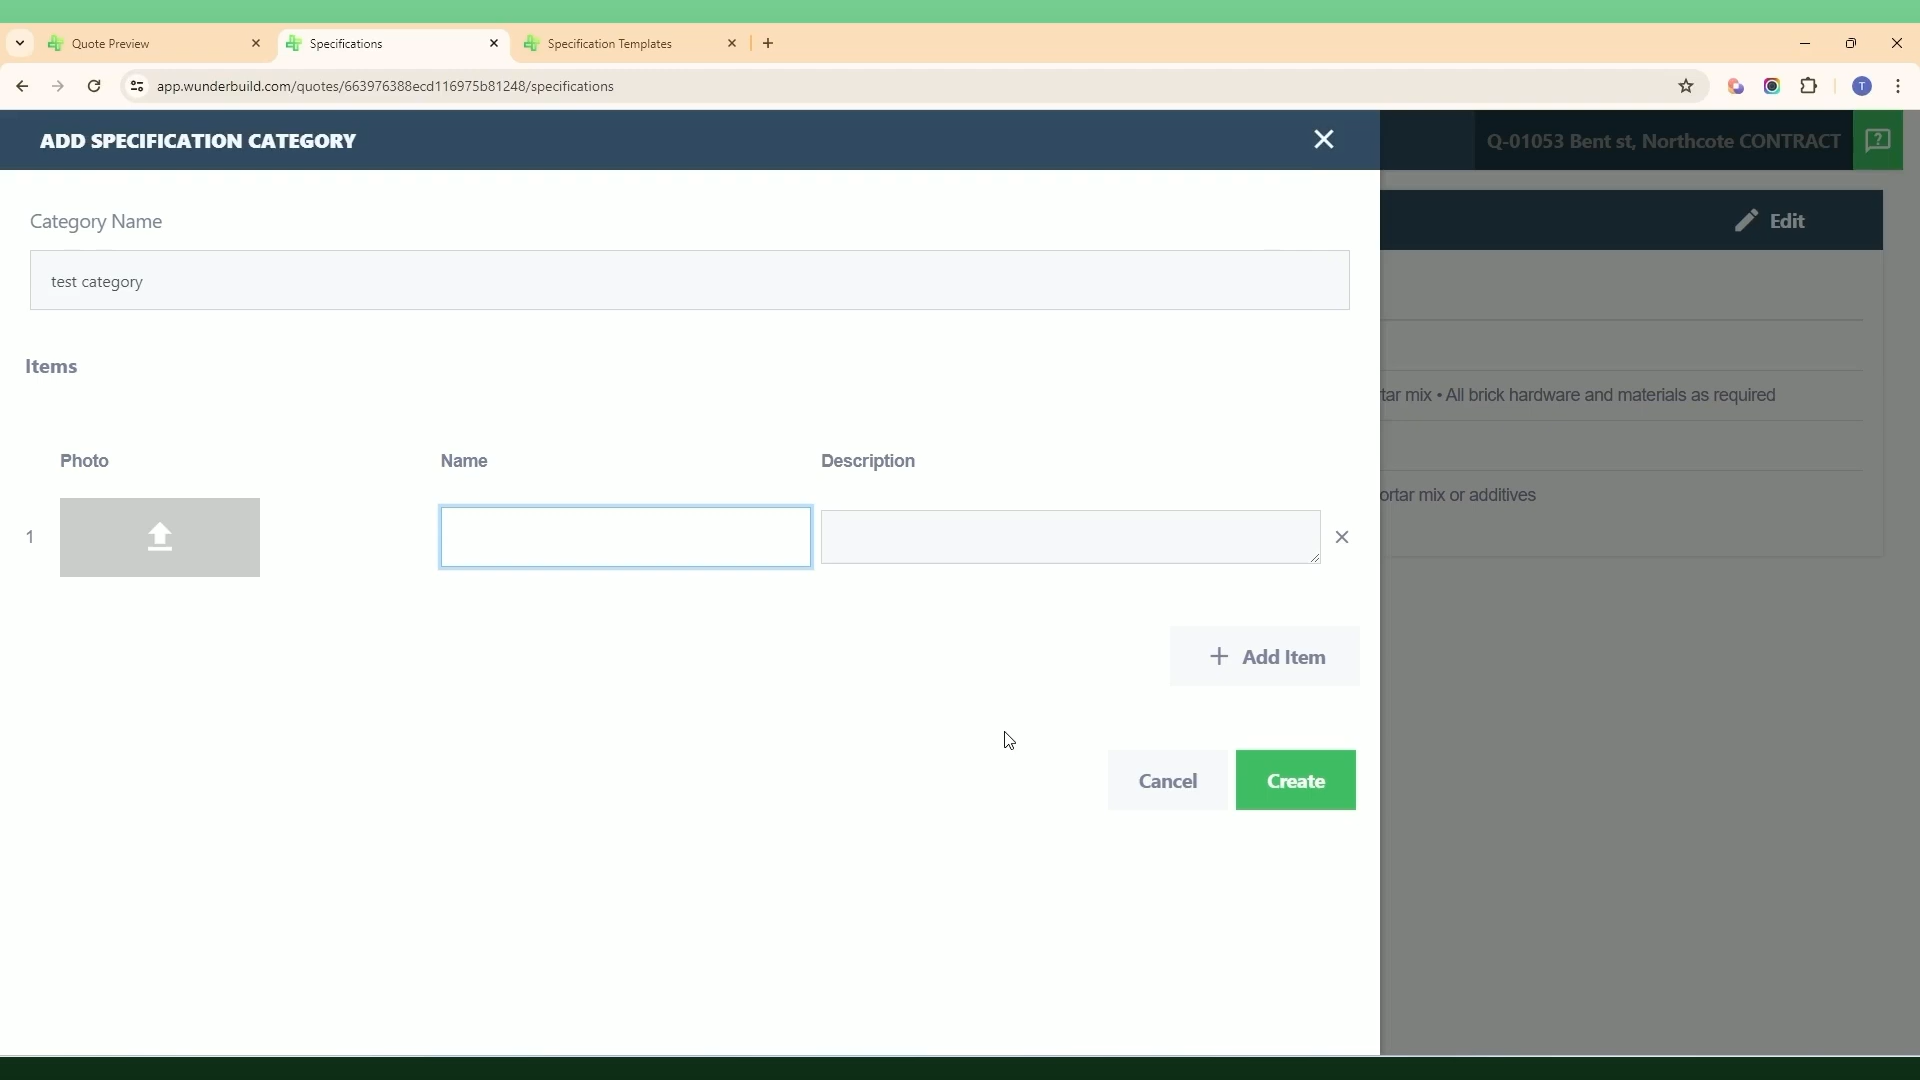 Quote Preview
Specifications
Specification Templates
app.wunderbuild.com/quotes/663976388ecd116975b81248/specifications
T
ADD SPECIFICATION CATEGORY
Q-01053 Bent st, Northcote CONTRACT
Edit
Category Name
test category
Items
tar mix • All brick hardware and materials as required
Photo
Name
Description
ortar mix or additives
1
Add Item
Cancel
Create